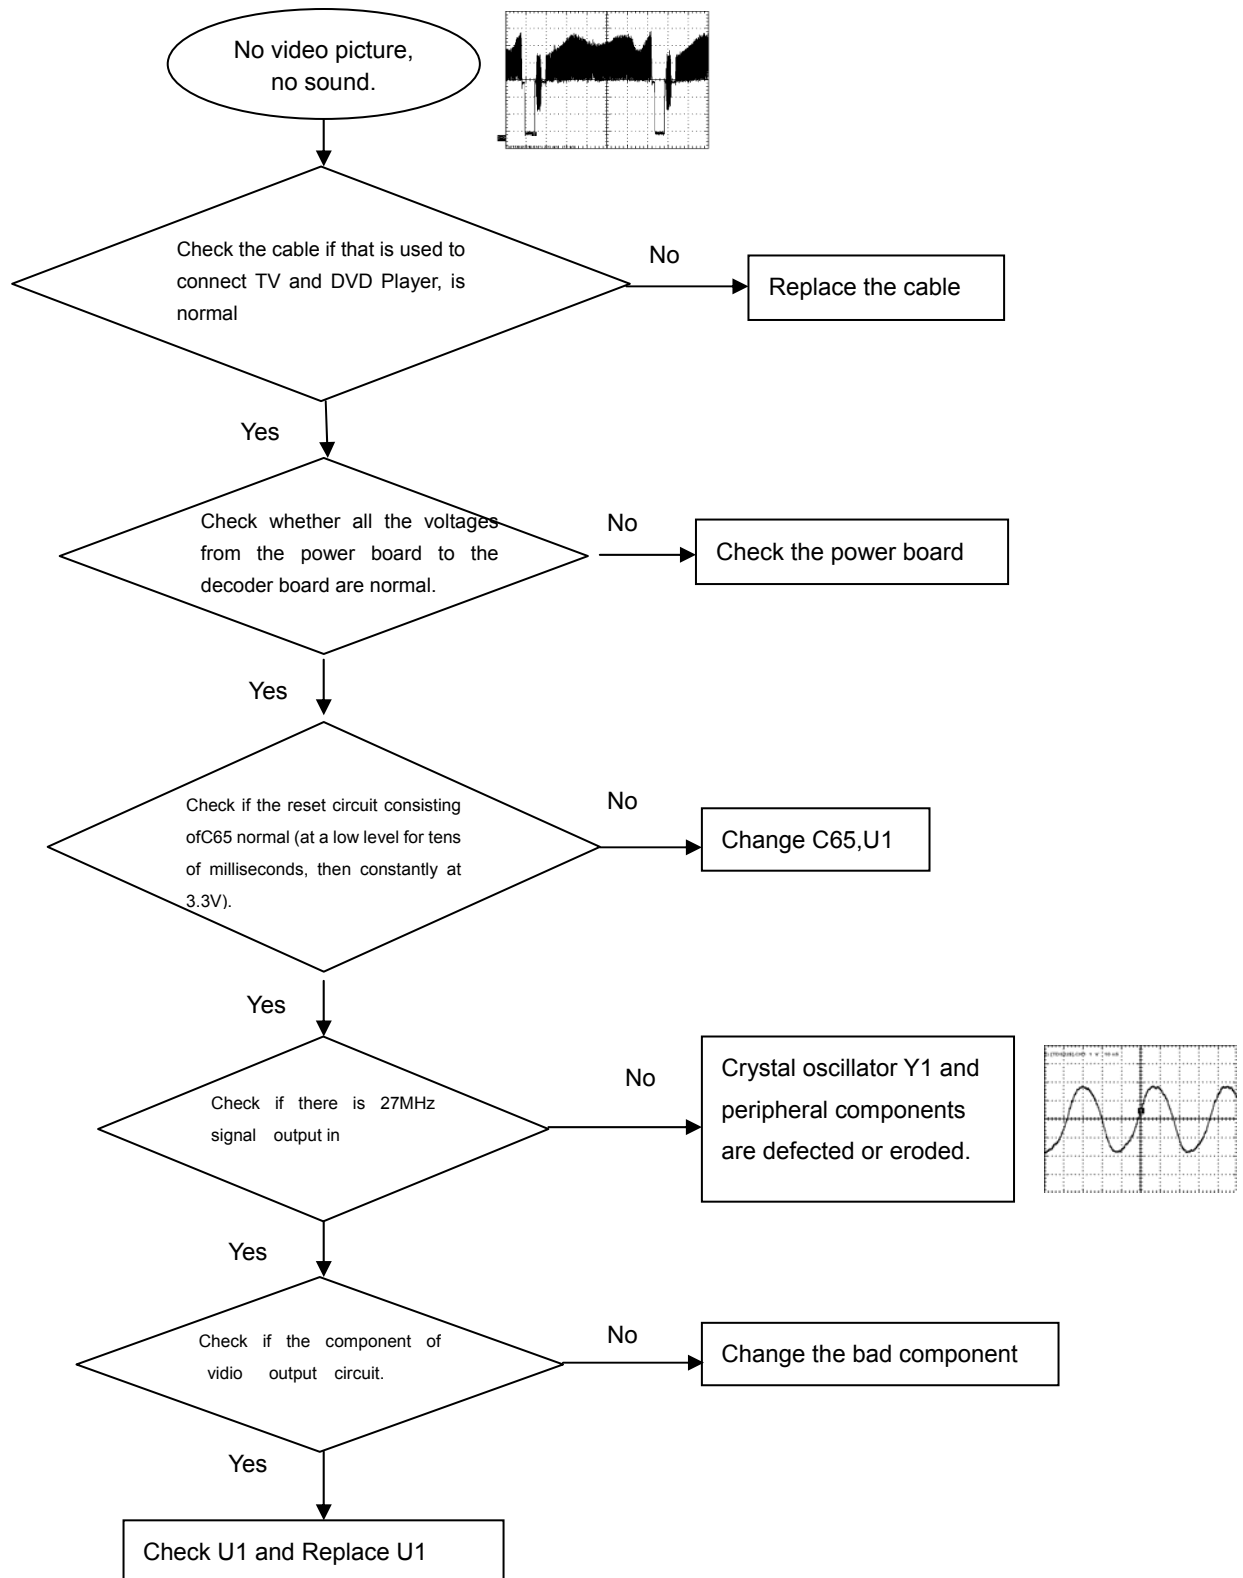 No video picture,
no sound.
Check the cable if that is used to
connect TV and DVD Player, is
normal
No
Replace the cable
Yes
Check whether all the voltages
from the power board to the
decoder board are normal.
No
Check the power board
Yes
Check if the reset circuit consisting
ofC65 normal (at a low level for tens
of milliseconds, then constantly at
3.3V).
No
Change C65,U1
Yes
Check if there is 27MHz
signal output in
No
Crystal oscillator Y1 and
peripheral components
are defected or eroded.
Yes
Check if the component of
vidio output circuit.
No
Change the bad component
Yes
Check U1 and Replace U1